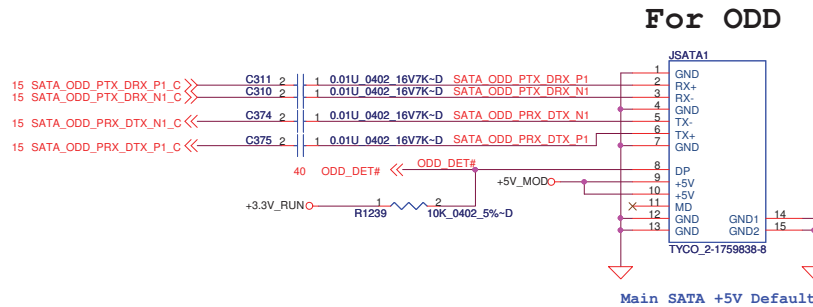 For ODD
JSATA1
15 SATA_ODD_PTX_DRX_P1_C C311 2 1 0.01U_0402_16V7K~D SATA_ODD_PTX_DRX_P1 1 GND
15 SATA_ODD_PTX_DRX_N1_C C310 2 1 0.01U_0402_16V7K~D SATA_ODD_PTX_DRX_N1 2 RX+
3 RX-
4 GND
15 SATA_ODD_PRX_DTX_N1_C C374 2 1 0.01U_0402_16V7K~D SATA_ODD_PRX_DTX_N1 5 TX-
6 TX+
15 SATA_ODD_PRX_DTX_P1_C C375 2 1 0.01U_0402_16V7K~D SATA_ODD_PRX_DTX_P1 7 GND
40 ODD_DET# ODD_DET# 8 DP
+5V_MOD 9 +5V
10 +5V
+3.3V_RUN 1 2 11 MD
R1239 10K_0402_5%~D 12 GND GND1 14
13 GND GND2 15
TYCO_2-1759838-8
Main SATA +5V Default